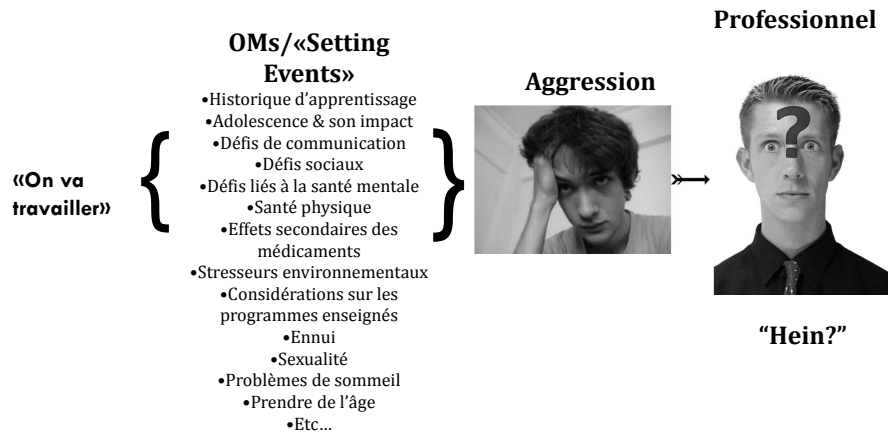 «On va
travailler»
OMs/«Setting
Events»
•Historique d’apprentissage
•Adolescence & son impact
•Défis de communication
•Défis sociaux
•Défis liés à la santé mentale
•Santé physique
•Effets secondaires des
médicaments
•Stresseurs environnementaux
•Considérations sur les
programmes enseignés
•Ennui
•Sexualité
•Problèmes de sommeil
•Prendre de l’âge
•Etc…
Aggression
Professionnel
?
“Hein?”